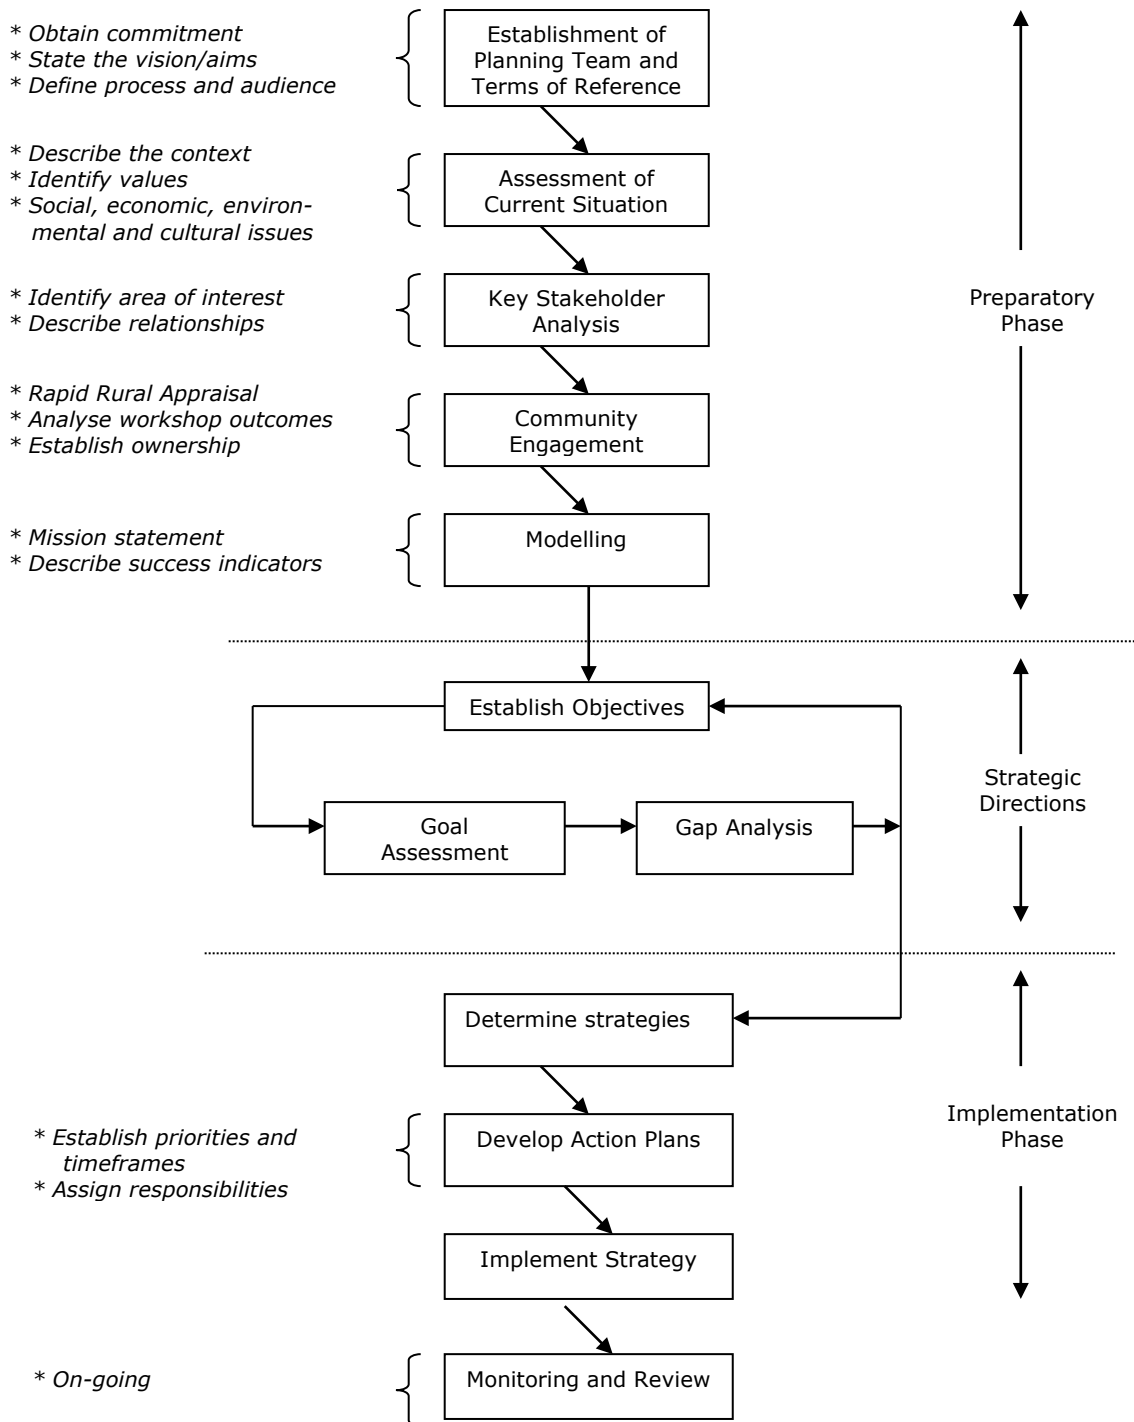 * Obtain commitment
* State the vision/aims
* Define process and audience
Establishment of
Planning Team and
Terms of Reference
* Describe the context
* Identify values
* Social, economic, environ-
mental and cultural issues
Assessment of
Current Situation
* Identify area of interest
* Describe relationships
Key Stakeholder
Analysis
Preparatory
Phase
* Rapid Rural Appraisal
* Analyse workshop outcomes
* Establish ownership
Community
Engagement
* Mission statement
* Describe success indicators
Modelling
Establish Objectives
Strategic
Directions
Goal
Assessment
Gap Analysis
Determine strategies
Implementation
Phase
* Establish priorities and
timeframes
* Assign responsibilities
Develop Action Plans
Implement Strategy
* On-going
Monitoring and Review